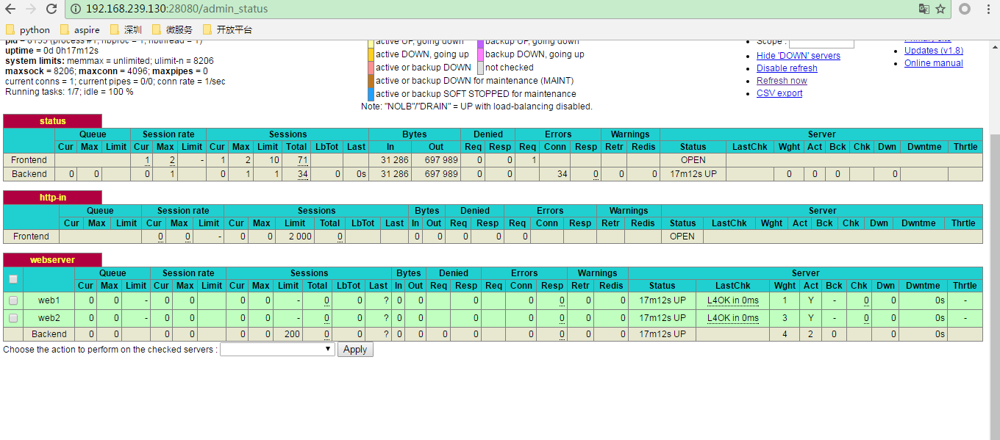 192.168.239.130:28080/admin_status
python aspire 深圳 微服务 开放平台
pid = 8155 (process #1, nbproc = 1, nbthread = 1)
uptime = 0d 0h17m12s
system limits: memmax = unlimited; ulimit-n = 8206
maxsock = 8206; maxconn = 4096; maxpipes = 0
current conns = 1; current pipes = 0/0; conn rate = 1/sec
Running tasks: 1/7; idle = 100 %
active UP, going down backup UP, going down
active DOWN, going up backup DOWN, going up
active or backup DOWN not checked
active or backup DOWN for maintenance (MAINT)
active or backup SOFT STOPPED for maintenance
Note: "NOLB"/"DRAIN" = UP with load-balancing disabled.
Scope :
Hide 'DOWN' servers
Disable refresh
Refresh now
CSV export
Primary site
Updates (v1.8)
Online manual
status
Queue Session rate Sessions Bytes Denied Errors Warnings Server
Cur Max Limit Cur Max Limit Cur Max Limit Total LbTot Last In Out Req Resp Req Conn Resp Retr Redis Status LastChk Wght Act Bck Chk Dwn Dwntme Thrtle
Frontend 1 2 - 1 2 10 71 31 286 697 989 0 0 1 OPEN
Backend 0 0 0 1 0 1 1 34 0 0s 31 286 697 989 0 0 34 0 0 0 17m12s UP 0 0 0 0
http-in
Queue Session rate Sessions Bytes Denied Errors Warnings Server
Cur Max Limit Cur Max Limit Cur Max Limit Total LbTot Last In Out Req Resp Req Conn Resp Retr Redis Status LastChk Wght Act Bck Chk Dwn Dwntme Thrtle
Frontend 0 0 - 0 0 2 000 0 0 0 0 0 0 OPEN
webserver
Queue Session rate Sessions Bytes Denied Errors Warnings Server
Cur Max Limit Cur Max Limit Cur Max Limit Total LbTot Last In Out Req Resp Req Conn Resp Retr Redis Status LastChk Wght Act Bck Chk Dwn Dwntme Thrtle
web1 0 0 - 0 0 0 0 - 0 0 ? 0 0 0 0 0 0 0 17m12s UP L4OK in 0ms 1 Y - 0 0 0s -
web2 0 0 - 0 0 0 0 - 0 0 ? 0 0 0 0 0 0 0 17m12s UP L4OK in 0ms 3 Y - 0 0 0s -
Backend 0 0 0 0 0 0 200 0 0 ? 0 0 0 0 0 0 0 0 17m12s UP 4 2 0 0 0s
Choose the action to perform on the checked servers : Apply